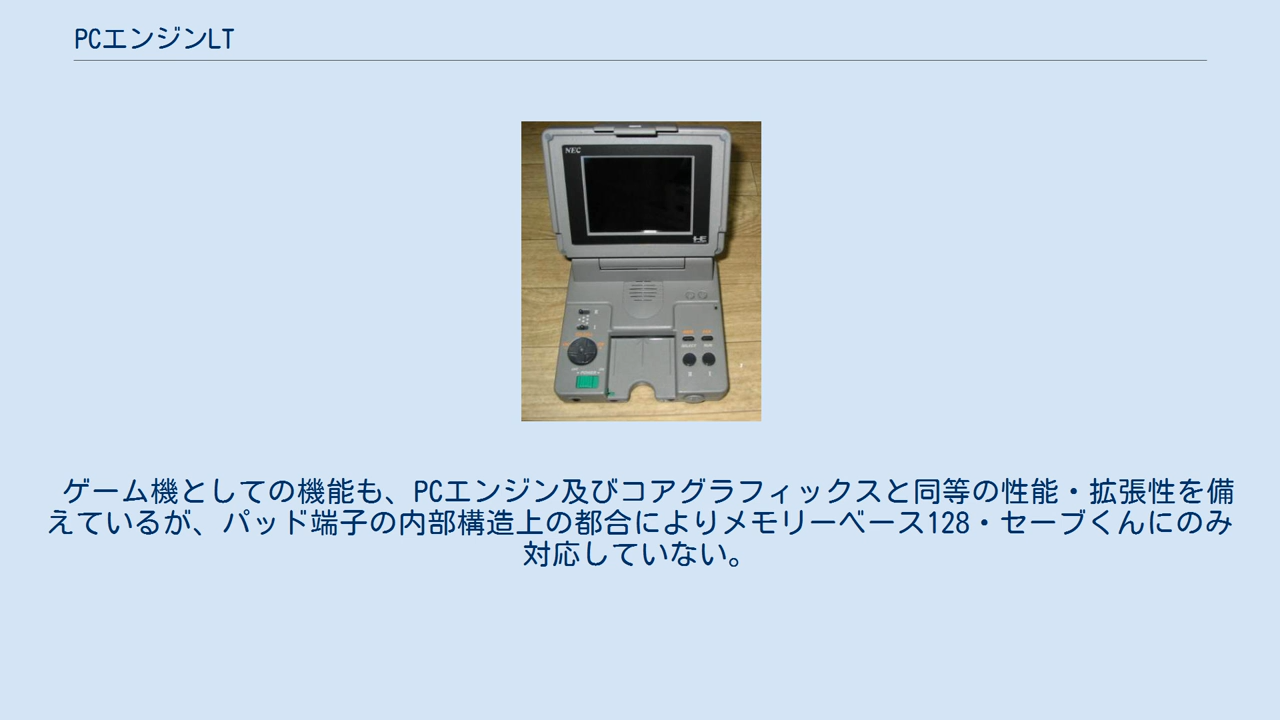 PCエンジンLT
NEC
ゲーム機としての機能も、PCエンジン及びコアグラフィックスと同等の性能・拡張性を備
えているが、パッド端子の内部構造上の都合によりメモリーベース128・セーブくんにのみ
対応していない。